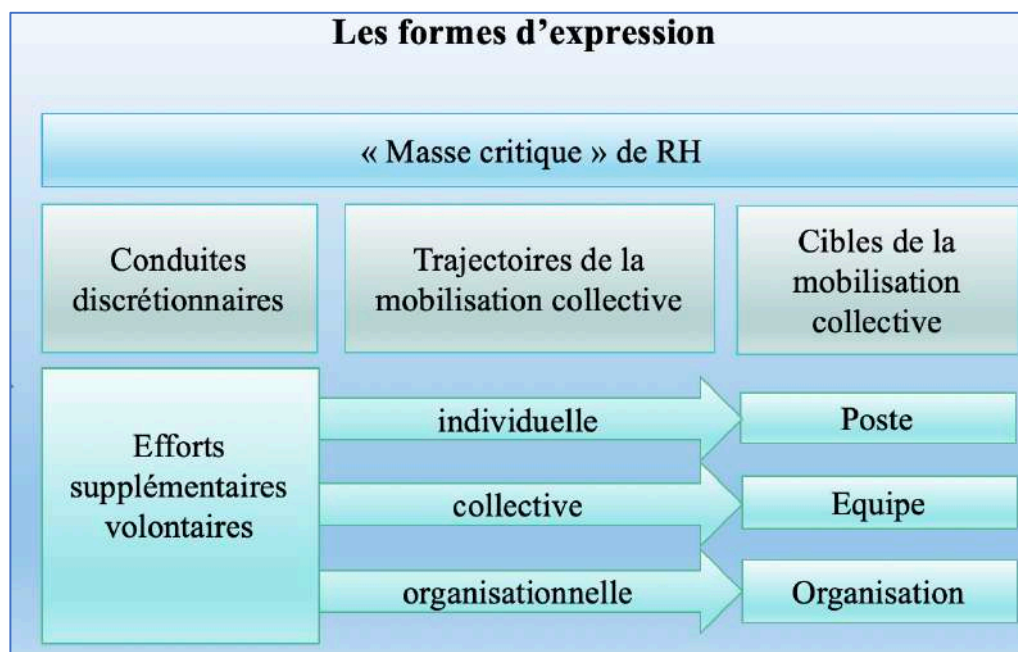 Les formes d'expression
« Masse critique » de RH
Conduites
discrétionnaires
Trajectoires de la
mobilisation collective
Cibles de la
mobilisation
collective
Efforts
supplémentaires
volontaires
individuelle
Poste
collective
Equipe
organisationnelle
Organisation